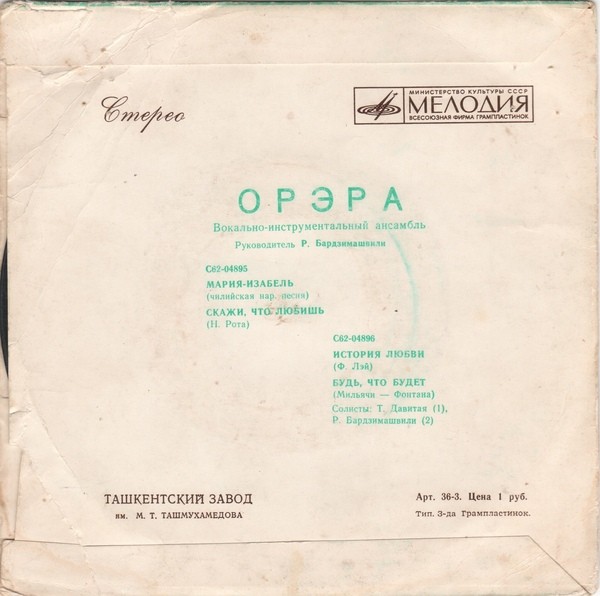 Стерео
МИНИСТЕРСТВО КУЛЬТУРЫ СССР
МЕЛОДИЯ
ВСЕСОЮЗНАЯ ФИРМА ГРАМПЛАСТИНОК
ОРЭРА
Вокально-инструментальный ансамбль
Руководитель Р. Бардзимашвили
С62-04895
МАРИЯ-ИЗАБЕЛЬ
(чилийская нар. песня)
СКАЖИ, ЧТО ЛЮБИШЬ
(Н. Рота)
С62-04896
ИСТОРИЯ ЛЮБВИ
(Ф. Лэй)
БУДЬ, ЧТО БУДЕТ
(Мильячи — Фонтана)
Солисты: Т. Давитая (1),
Р. Бардзимашвили (2)
ТАШКЕНТСКИЙ ЗАВОД
им. М. Т. ТАШМУХАМЕДОВА
Арт. 36-3. Цена 1 руб.
Тип. З-да Грампластинок.